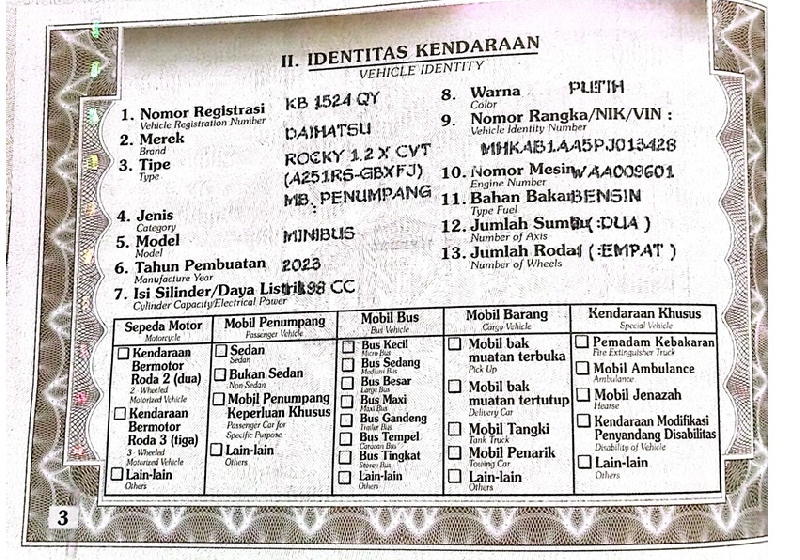 II. IDENTITAS KENDARAAN
VEHICLE IDENTITY
1. Nomor Registrasi KB 1524 QY
Vehicle Registration Number
2. Merek DAIHATSU
Brand
3. Tipe ROCKY 1.2 X CVT
Type (A251RS-GBXFJ)
MB. PENUMPANG
4. Jenis
Category
5. Model MINIBUS
Model
6. Tahun Pembuatan 2023
Manufacture Year
7. Isi Silinder/Daya Listrik 1198 CC
Cylinder Capacity/Electrical Power
8. Warna PUTIH
Color
9. Nomor Rangka/NIK/VIN :
Vehicle Identity Number
MHKAB1AA5PJ013428
10. Nomor Mesin WAA009601
Engine Number
11. Bahan Bakar BENSIN
Type Fuel
12. Jumlah Sumbu (:DUA )
Number of Axis
13. Jumlah Roda (:EMPAT )
Number of Wheels
Sepeda Motor
Motorcycle
Kendaraan
Bermotor
Roda 2 (dua)
2 - Wheeled
Motorized Vehicle
Kendaraan
Bermotor
Roda 3 (tiga)
3 - Wheeled
Motorized Vehicle
Lain-lain
Others
Mobil Penumpang
Passenger Vehicle
Sedan
Sedan
Bukan Sedan
Non Sedan
Mobil Penumpang
Keperluan Khusus
Passenger Car for
Specific Purpose
Lain-lain
Others
Mobil Bus
Bus Vehicle
Bus Kecil
Micro Bus
Bus Sedang
Medium Bus
Bus Besar
Large Bus
Bus Maxi
Maxi Bus
Bus Gandeng
Trailer Bus
Bus Tempel
Caravan Bus
Bus Tingkat
Storey Bus
Lain-lain
Others
Mobil Barang
Cargo Vehicle
Mobil bak
muatan terbuka
Pick Up
Mobil bak
muatan tertutup
Delivery Car
Mobil Tangki
Tank Truck
Mobil Penarik
Towing Car
Lain-lain
Others
Kendaraan Khusus
Special Vehicle
Pemadam Kebakaran
Fire Extinguisher Truck
Mobil Ambulance
Ambulance
Mobil Jenazah
Hearse
Kendaraan Modifikasi
Penyandang Disabilitas
Disability of Vehicle
Lain-lain
Others
3